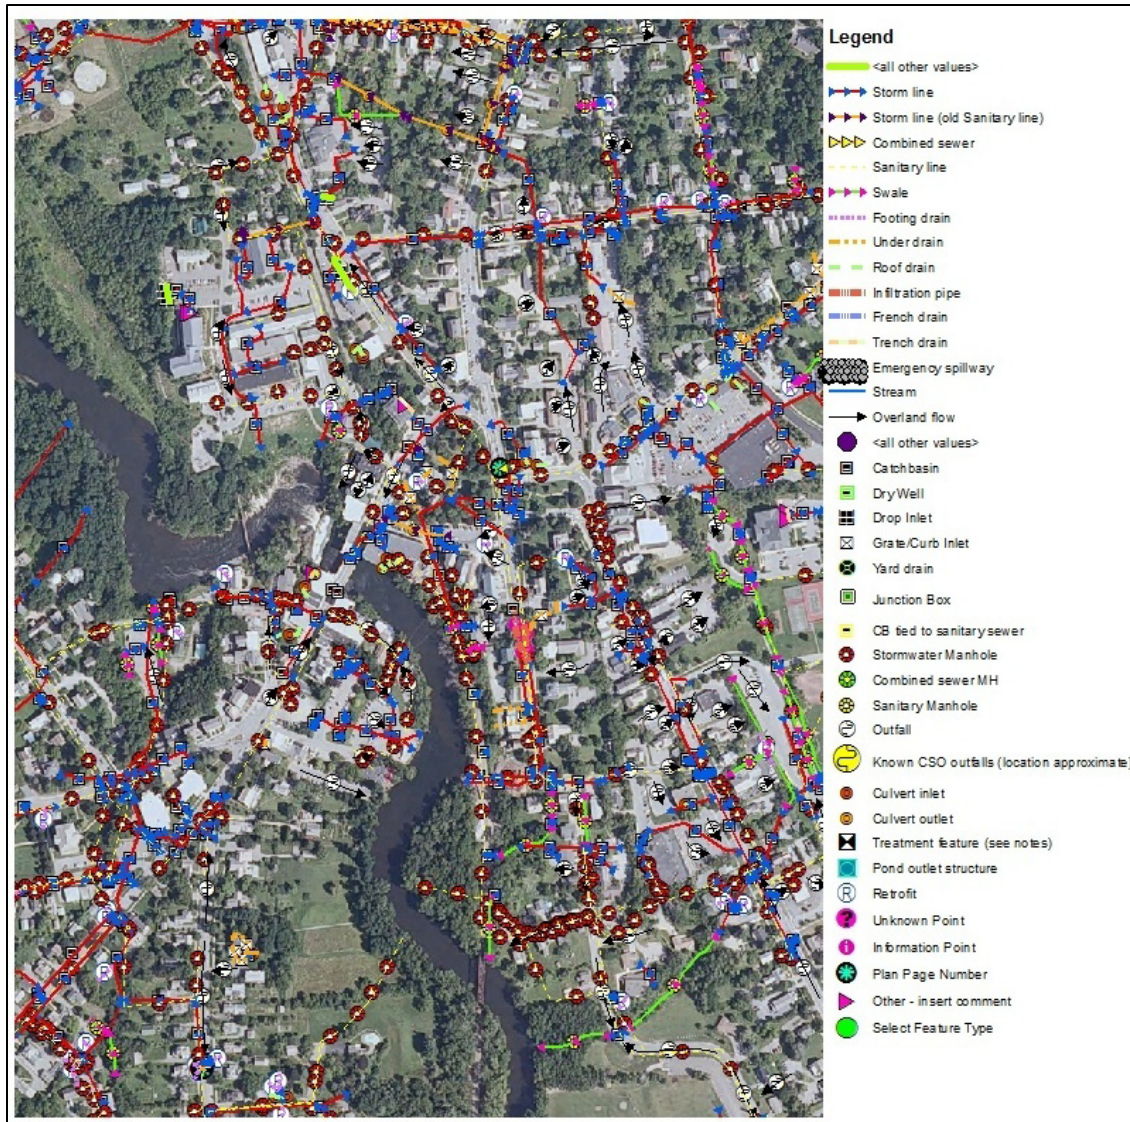 Legend
<all other values>
Storm line
Storm line (old Sanitary line)
Combined sewer
Sanitary line
Swale
Footing drain
Under drain
Roof drain
Infiltration pipe
French drain
Trench drain
Emergency spillway
Stream
Overland flow
<all other values>
Catchbasin
Dry Well
Drop Inlet
Grate/Curb Inlet
Yard drain
Junction Box
CB tied to sanitary sewer
Stormwater Manhole
Combined sewer MH
Sanitary Manhole
Outfall
Known CSO outfalls (location approximate)
Culvert inlet
Culvert outlet
Treatment feature (see notes)
Pond outlet structure
R Retrofit
? Unknown Point
i Information Point
Plan Page Number
Other - insert comment
Select Feature Type